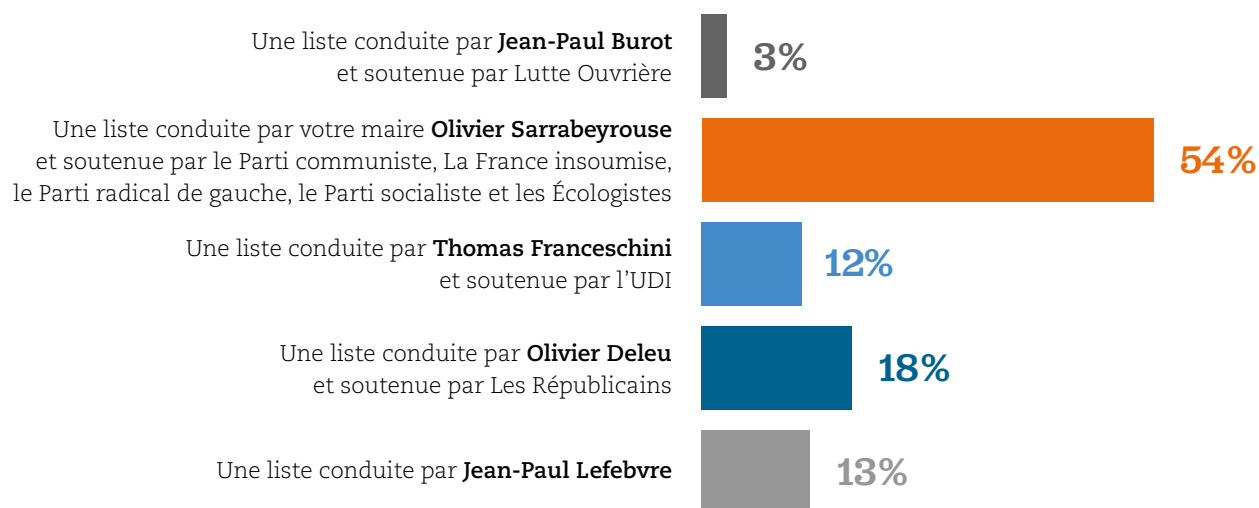 Une liste conduite par Jean-Paul Burot
et soutenue par Lutte Ouvrière
3%
Une liste conduite par votre maire Olivier Sarrabeyrouse
et soutenue par le Parti communiste, La France insoumise,
le Parti radical de gauche, le Parti socialiste et les Écologistes
54%
Une liste conduite par Thomas Franceschini
et soutenue par l'UDI
12%
Une liste conduite par Olivier Deleu
et soutenue par Les Républicains
18%
Une liste conduite par Jean-Paul Lefebvre
13%